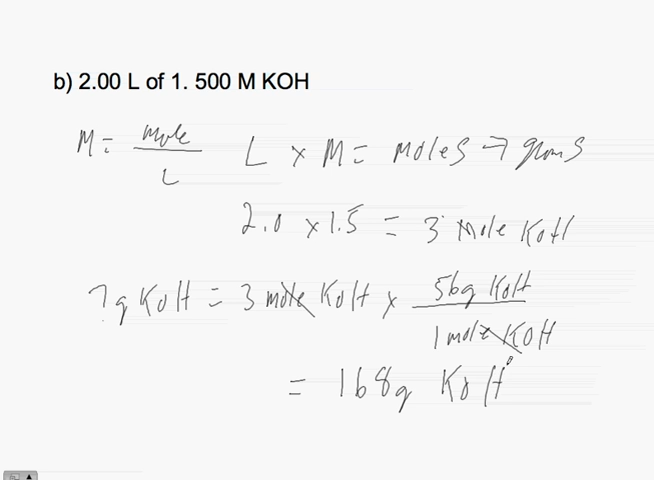 b) 2.00 L of 1. 500 M KOH
M = mole / L    L x M = moles → grams
2.0 x 1.5 = 3 mole KOH
? g KOH = 3 mole KOH x 56g KOH / 1 mole KOH
= 168g KOH